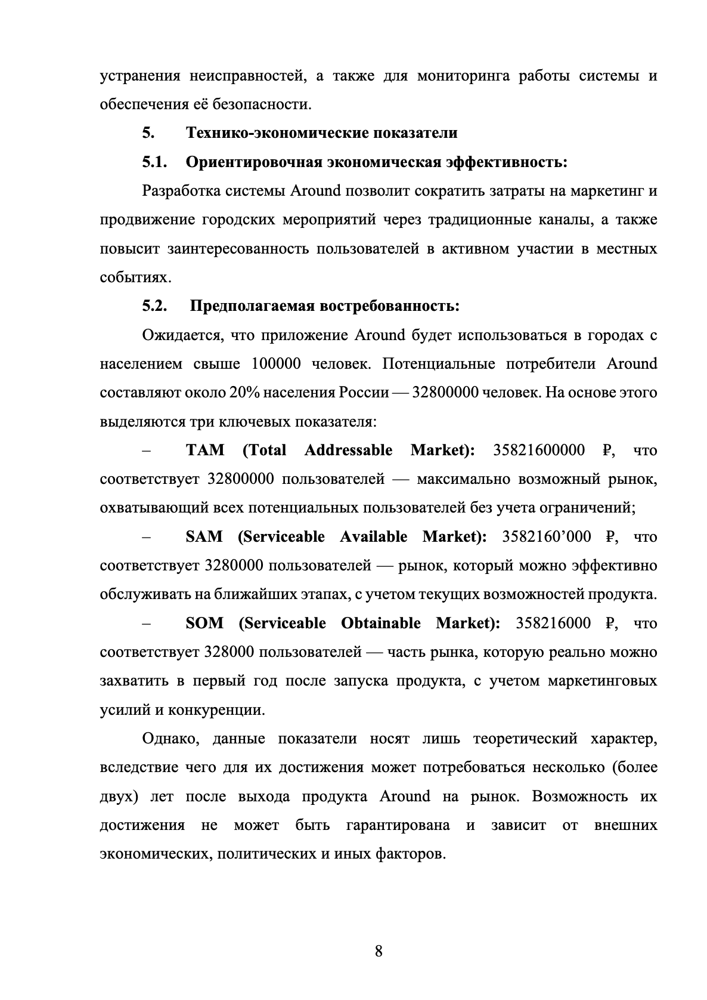 устранения неисправностей, а также для мониторинга работы системы и
обеспечения её безопасности.
5. Технико-экономические показатели
5.1. Ориентировочная экономическая эффективность:
Разработка системы Around позволит сократить затраты на маркетинг и
продвижение городских мероприятий через традиционные каналы, а также
повысит заинтересованность пользователей в активном участии в местных
событиях.
5.2. Предполагаемая востребованность:
Ожидается, что приложение Around будет использоваться в городах с
населением свыше 100000 человек. Потенциальные потребители Around
составляют около 20% населения России — 32800000 человек. На основе этого
выделяются три ключевых показателя:
– TAM (Total Addressable Market): 35821600000 ₽, что
соответствует 32800000 пользователей — максимально возможный рынок,
охватывающий всех потенциальных пользователей без учета ограничений;
– SAM (Serviceable Available Market): 3582160’000 ₽, что
соответствует 3280000 пользователей — рынок, который можно эффективно
обслуживать на ближайших этапах, с учетом текущих возможностей продукта.
– SOM (Serviceable Obtainable Market): 358216000 ₽, что
соответствует 328000 пользователей — часть рынка, которую реально можно
захватить в первый год после запуска продукта, с учетом маркетинговых
усилий и конкуренции.
Однако, данные показатели носят лишь теоретический характер,
вследствие чего для их достижения может потребоваться несколько (более
двух) лет после выхода продукта Around на рынок. Возможность их
достижения не может быть гарантирована и зависит от внешних
экономических, политических и иных факторов.
8